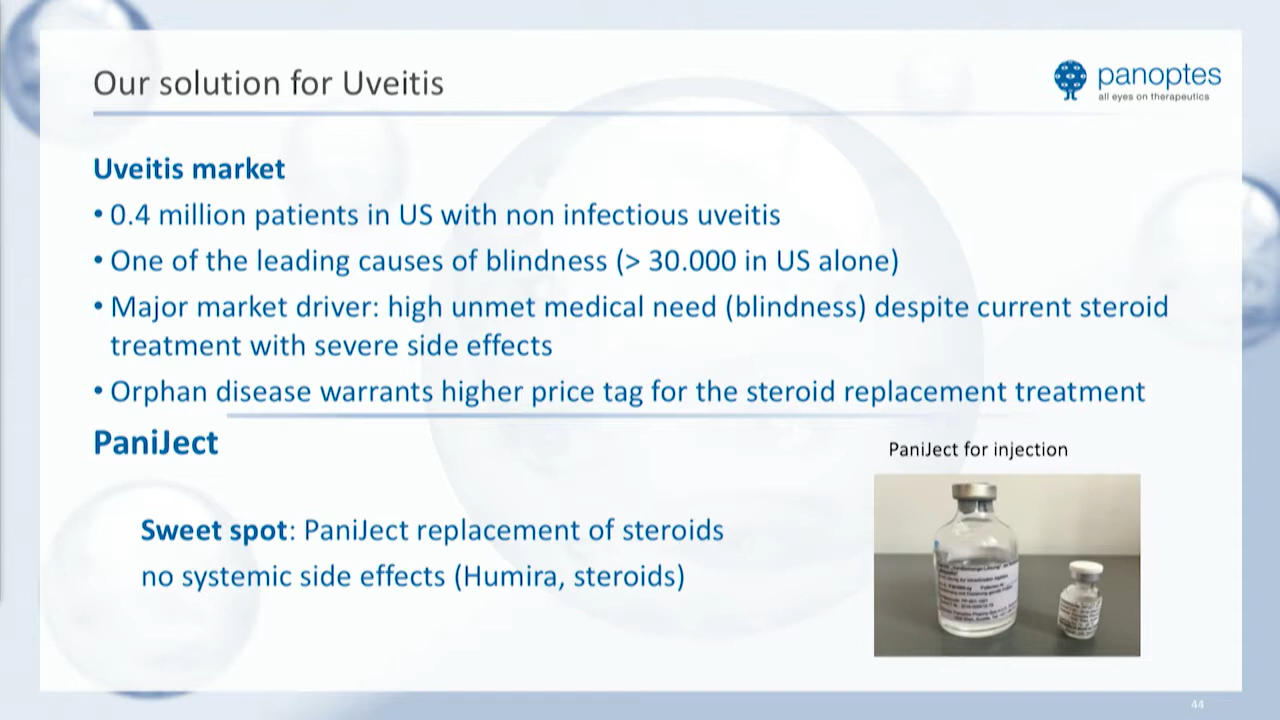 Our solution for Uveitis
panoptes
all eyes on therapeutics
Uveitis market
• 0.4 million patients in US with non infectious uveitis
• One of the leading causes of blindness (> 30.000 in US alone)
• Major market driver: high unmet medical need (blindness) despite current steroid
treatment with severe side effects
• Orphan disease warrants higher price tag for the steroid replacement treatment
PaniJect
PaniJect for injection
Sweet spot: PaniJect replacement of steroids
no systemic side effects (Humira, steroids)
44